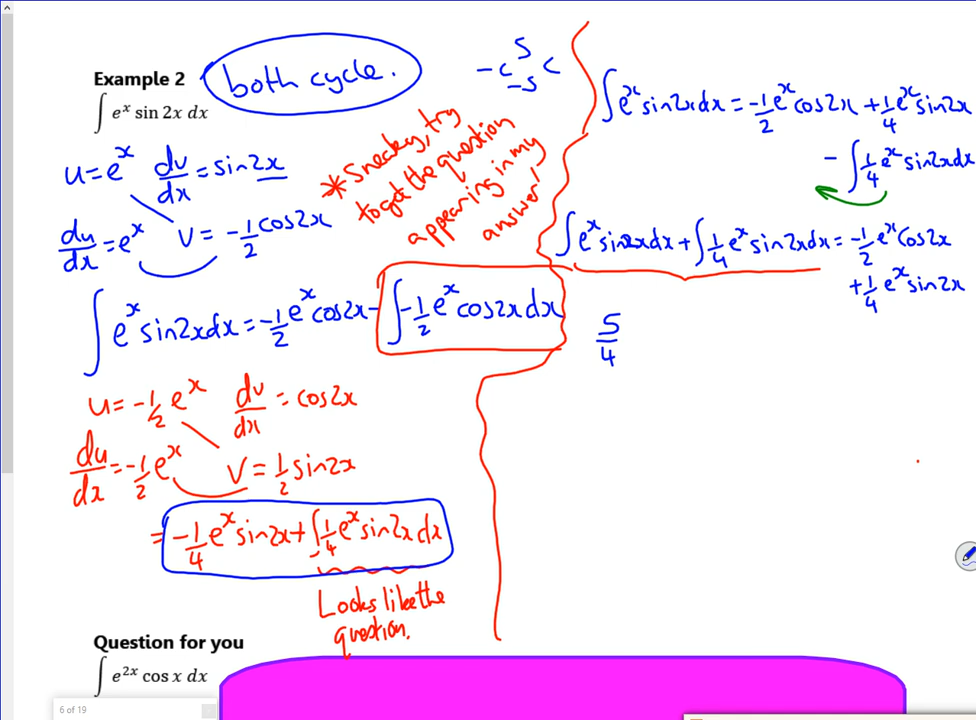 Example 2
both cycle.
∫ e^x sin 2x dx
u = e^x dv/dx = sin2x
du/dx = e^x v = -1/2 cos2x
* Sneaky, try
to get the question
appearing in my
answer!
∫ e^x sin2x dx = -1/2 e^x cos2x - ∫ -1/2 e^x cos2x dx
u = -1/2 e^x dv/dx = cos2x
du/dx = -1/2 e^x v = 1/2 sin2x
= -1/4 e^x sin2x + ∫ 1/4 e^x sin2x dx
Looks like the
question.
S
-C C
-S
∫ e^x sin2x dx = -1/2 e^x cos2x + 1/4 e^x sin2x
- ∫ 1/4 e^x sin2x dx
∫ e^x sin2x dx + ∫ 1/4 e^x sin2x dx = -1/2 e^x cos2x
+ 1/4 e^x sin2x
5/4
Question for you
∫ e^2x cos x dx
6 of 19